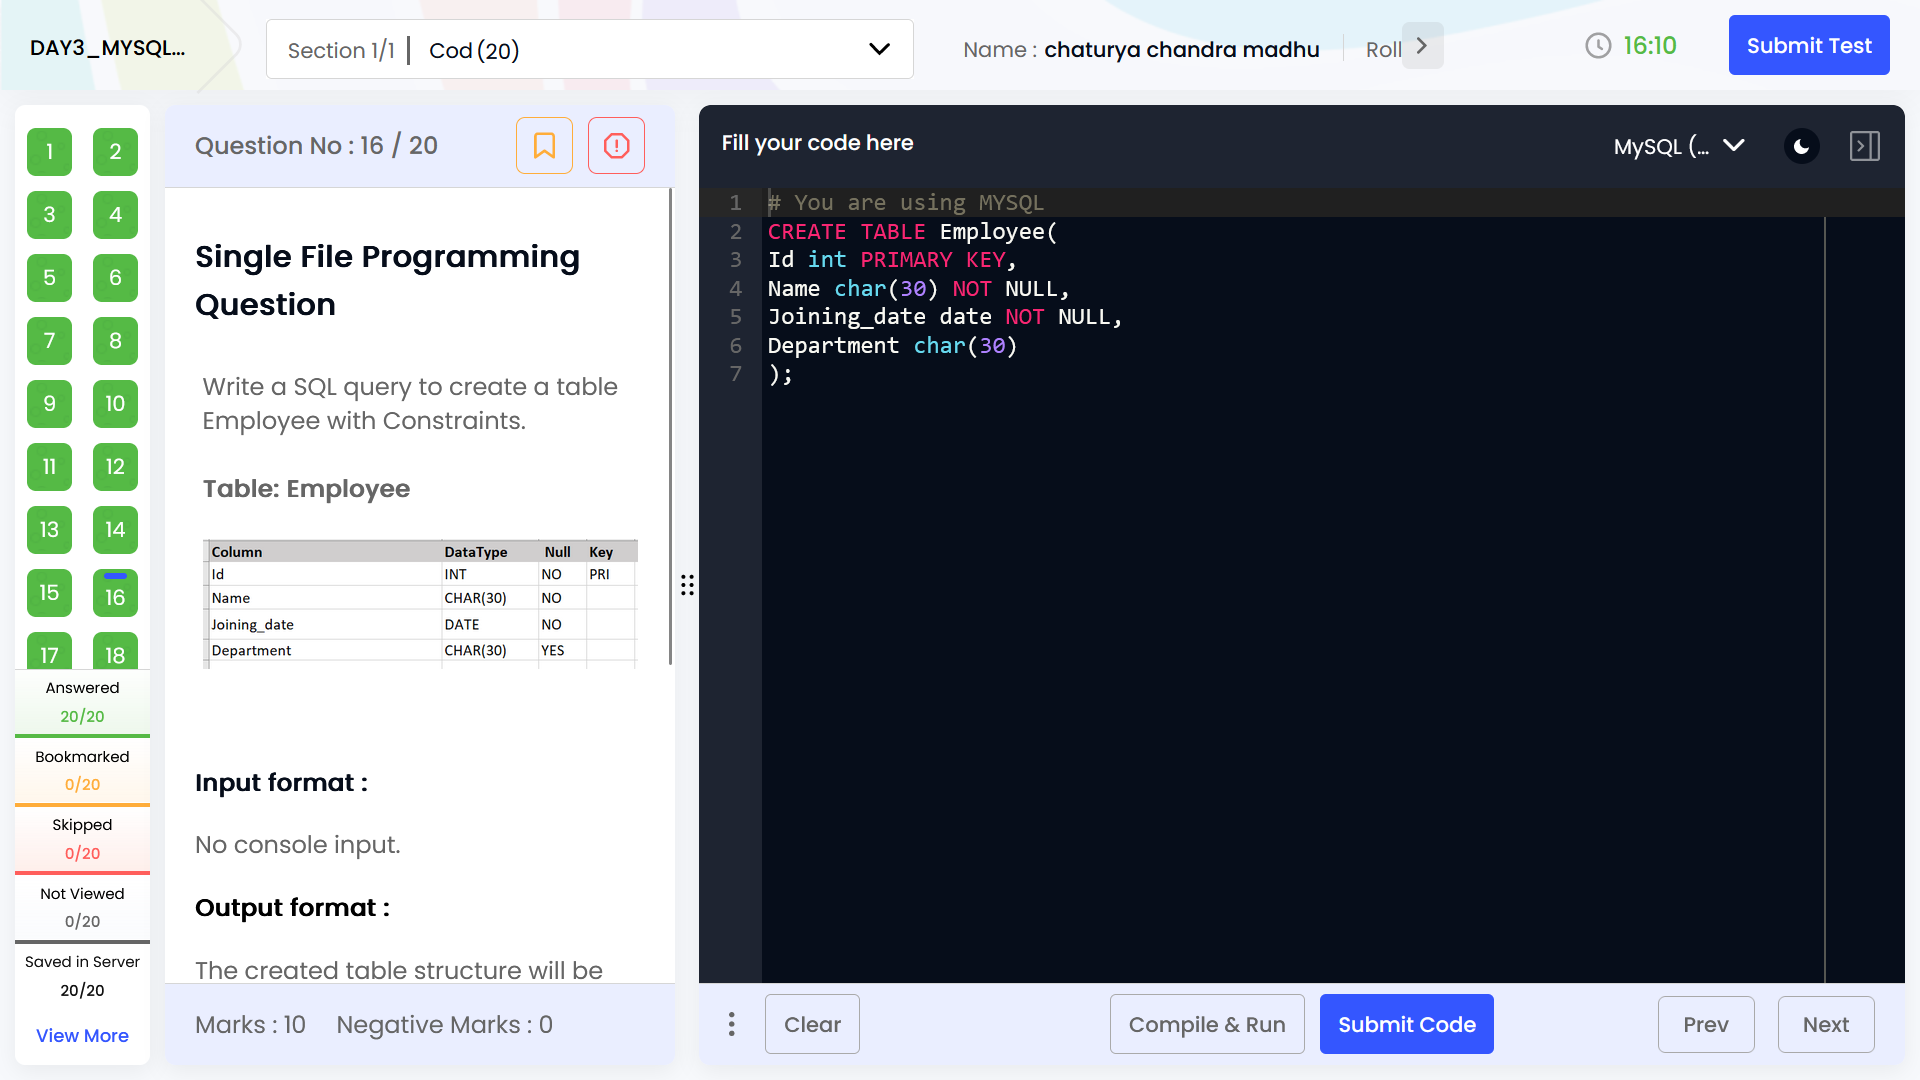 DAY3_MYSQL...
Section 1/1 | Cod (20)
Name : chaturya chandra madhu
Roll
16:10
Submit Test
1 2
3 4
5 6
7 8
9 10
11 12
13 14
15 16
17 18
Answered
20/20
Bookmarked
0/20
Skipped
0/20
Not Viewed
0/20
Saved in Server
20/20
View More
Question No : 16 / 20
Single File Programming
Question
Write a SQL query to create a table
Employee with Constraints.
Table: Employee
Column DataType Null Key
Id INT NO PRI
Name CHAR(30) NO
Joining_date DATE NO
Department CHAR(30) YES
Input format :
No console input.
Output format :
The created table structure will be
Marks : 10 Negative Marks : 0
Fill your code here
MySQL (...
1 # You are using MYSQL
2 CREATE TABLE Employee(
3 Id int PRIMARY KEY,
4 Name char(30) NOT NULL,
5 Joining_date date NOT NULL,
6 Department char(30)
7 );
Clear
Compile & Run
Submit Code
Prev
Next